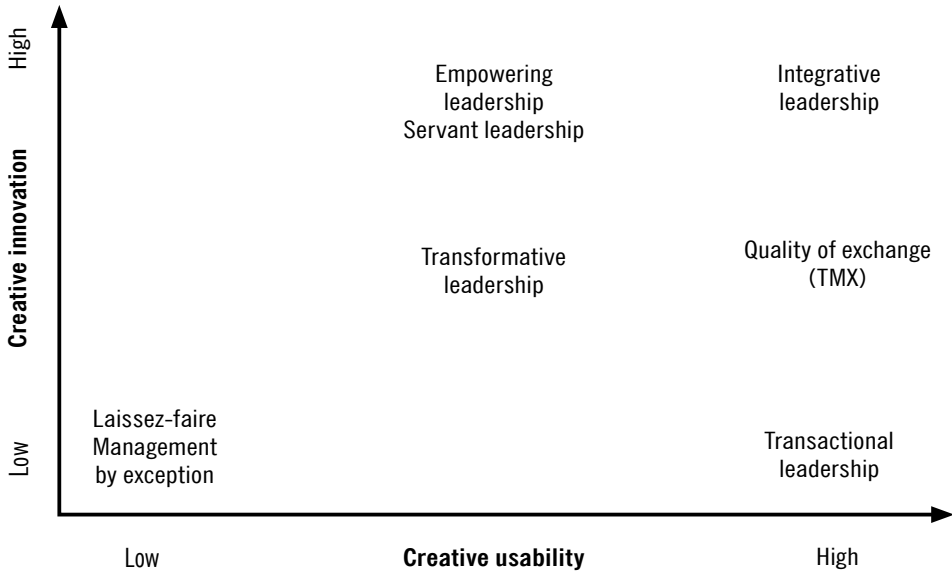 High
Creative innovation
Low
Empowering
leadership
Servant leadership
Integrative
leadership
Transformative
leadership
Quality of exchange
(TMX)
Laissez-faire
Management
by exception
Transactional
leadership
Low
Creative usability
High